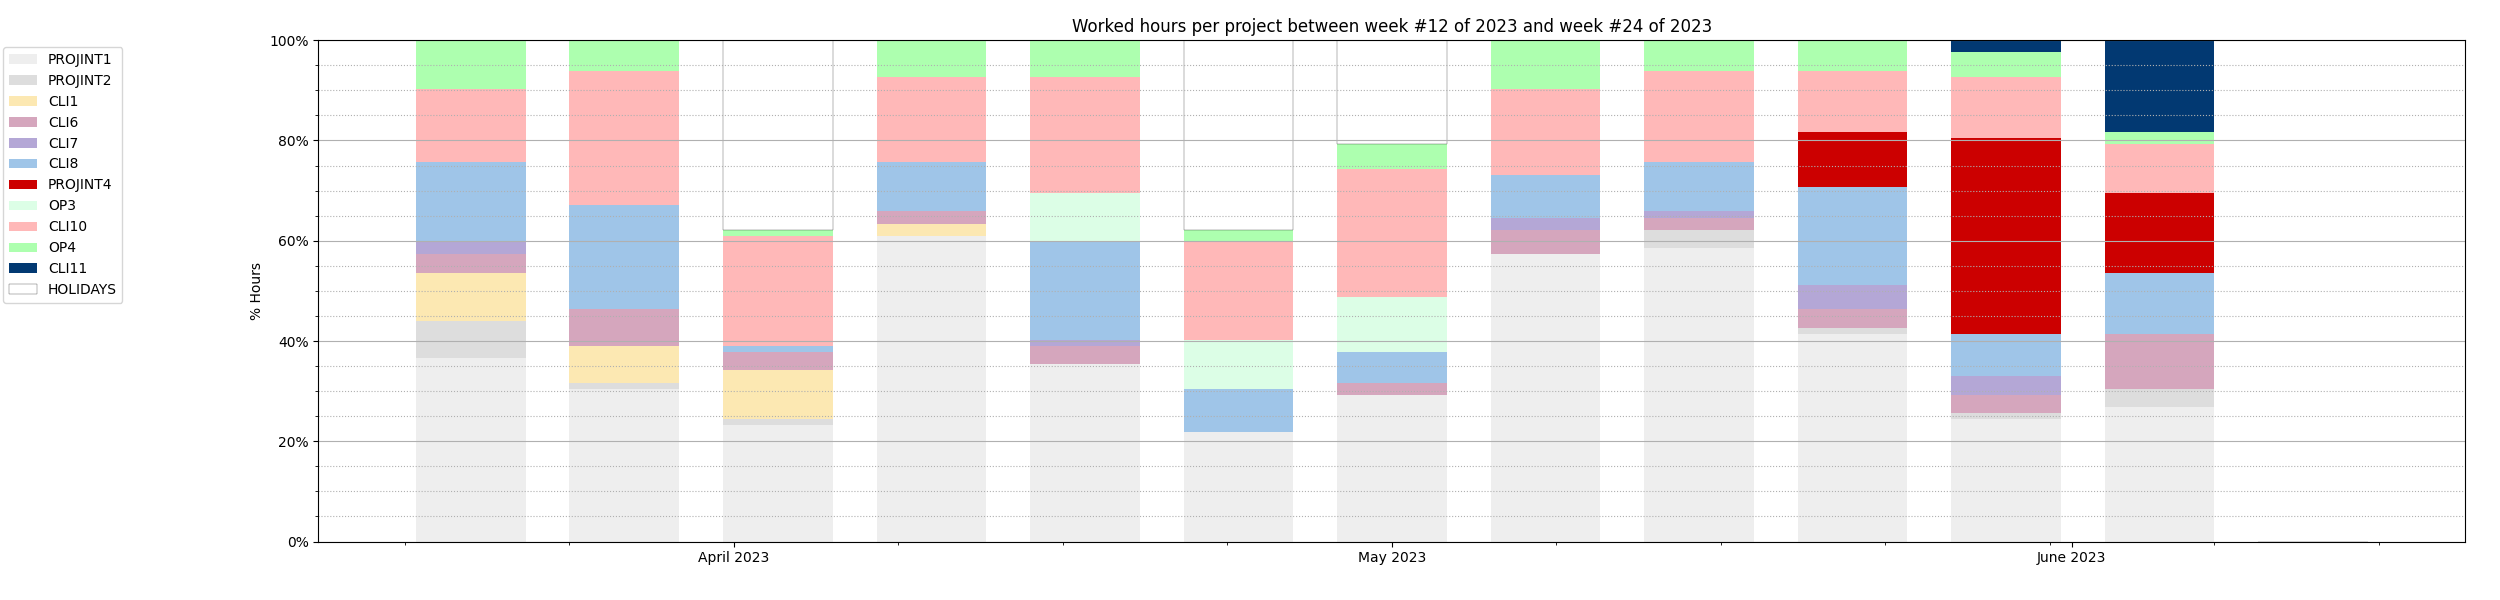 Worked hours per project between week #12 of 2023 and week #24 of 2023
PROJINT1
PROJINT2
CLI1
CLI6
CLI7
CLI8
PROJINT4
OP3
CLI10
OP4
CLI11
HOLIDAYS
% Hours
100%
80%
60%
40%
20%
0%
April 2023
May 2023
June 2023